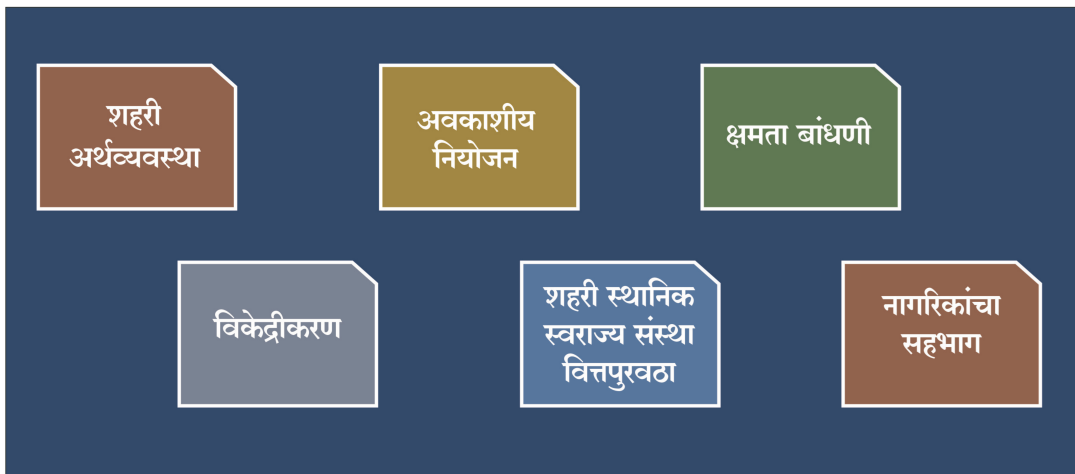 शहरी
अर्थव्यवस्था
अवकाशीय
नियोजन
क्षमता बांधणी
विकेद्रीकरण
शहरी स्थानिक
स्वराज्य संस्था
वित्तपुरवठा
नागरिकांचा
सहभाग